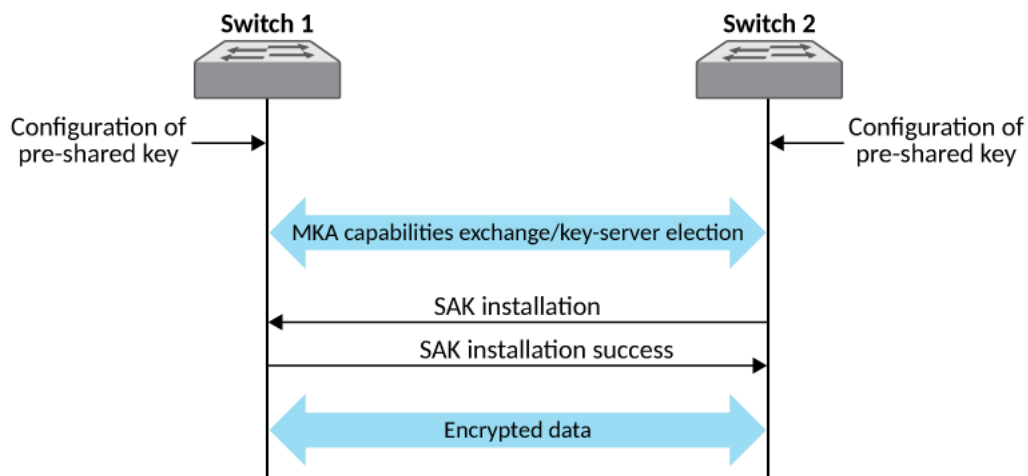 Switch 1
Switch 2
Configuration of
pre-shared key
Configuration of
pre-shared key
MKA capabilities exchange/key-server election
SAK installation
SAK installation success
Encrypted data